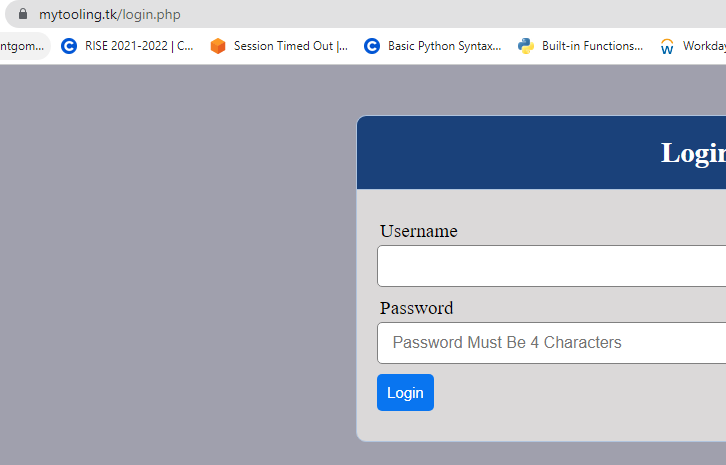 mytooling.tk/login.php
ntgom... RISE 2021-2022 | C... Session Timed Out |... Basic Python Syntax... Built-in Functions... Workday
Login
Username
Password
Password Must Be 4 Characters
Login